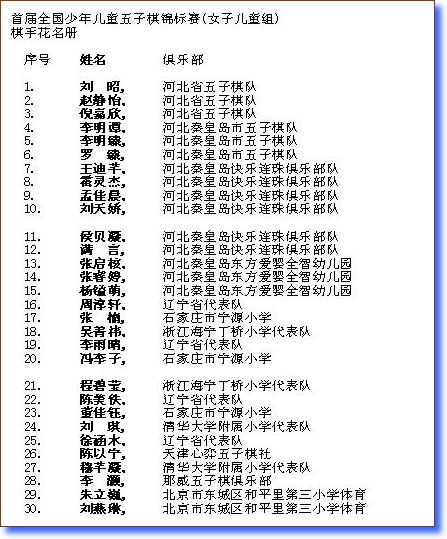 首届全国少年儿童五子棋锦标赛(女子儿童组)
棋手花名册
序号 姓名 俱乐部
1. 刘 昭, 河北省五子棋队
2. 赵静怡, 河北省五子棋队
3. 倪嘉欣, 河北省五子棋队
4. 李明谭, 河北秦皇岛市五子棋队
5. 李明臻, 河北秦皇岛市五子棋队
6. 罗 臻, 河北秦皇岛市五子棋队
7. 王迪芊, 河北秦皇岛快乐连珠俱乐部队
8. 霍灵杰, 河北秦皇岛快乐连珠俱乐部队
9. 孟佳晨, 河北秦皇岛快乐连珠俱乐部队
10. 刘天娇, 河北秦皇岛快乐连珠俱乐部队
11. 侯贝凝, 河北秦皇岛快乐连珠俱乐部队
12. 言, 河北秦皇岛快乐连珠俱乐部队
13. 张启桉, 河北秦皇岛东方爱婴全智幼儿园
14. 张睿婷, 河北秦皇岛东方爱婴全智幼儿园
15. 杨镒萌, 河北秦皇岛东方爱婴全智幼儿园
16. 周淳轩, 辽宁省代表队
17. 张 楠, 石家庄市宁源小学
18. 吴善祎, 浙江海宁丁桥小学代表队
19. 李雨晴, 辽宁省代表队
20. 冯李子, 石家庄市宁源小学
21. 程碧莹, 浙江海宁丁桥小学代表队
22. 陈美佚, 辽宁省代表队
23. 董佳钰, 石家庄市宁源小学
24. 刘 琪, 清华大学附属小学代表队
25. 徐涵冰, 辽宁省代表队
26. 陈以宁, 天津心弈五子棋社
27. 穆芊凝, 清华大学附属小学代表队
28. 李 灏, 那威五子棋俱乐部
29. 朱立巍, 北京市东城区和平里第三小学体育
30. 刘燕琳, 北京市东城区和平里第三小学体育